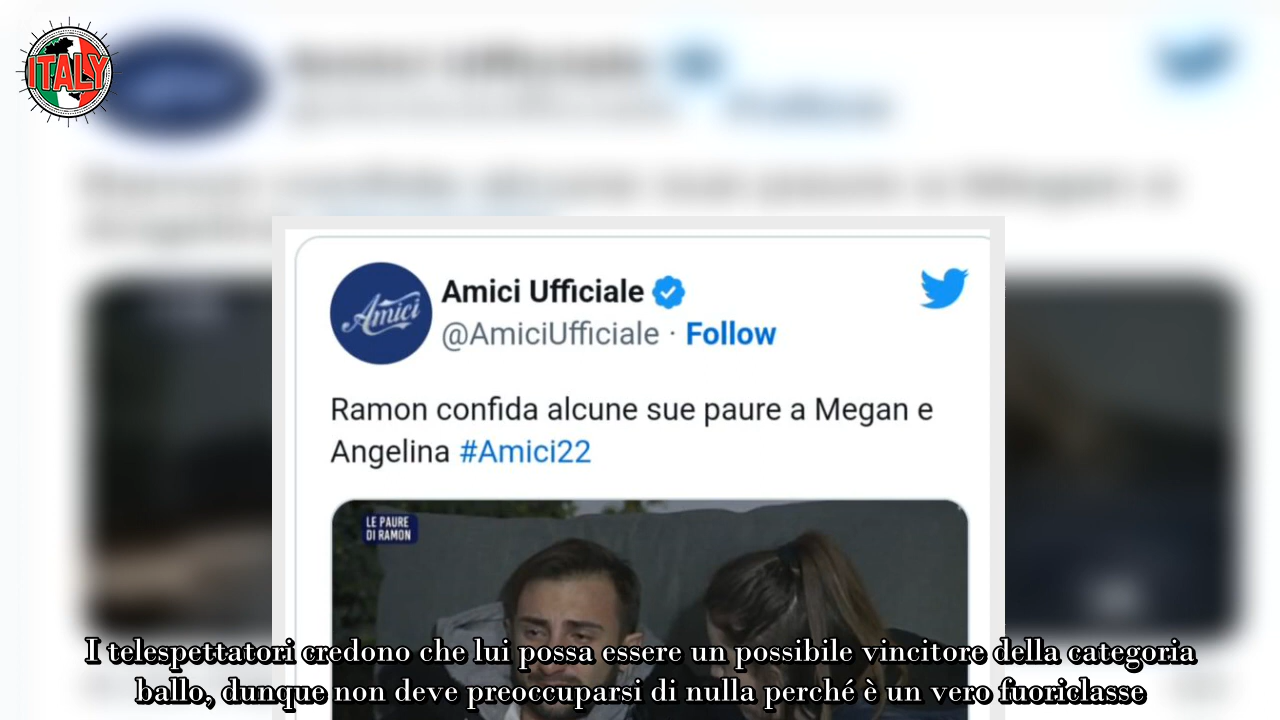 ITALY
Amici Ufficiale
Amici
@AmiciUfficiale · Follow
Ramon confida alcune sue paure a Megan e
Angelina #Amici22
LE PAURE
DI RAMON
I telespettatori credono che lui possa essere un possibile vincitore della categoria
ballo, dunque non deve preoccuparsi di nulla perché è un vero fuoriclasse